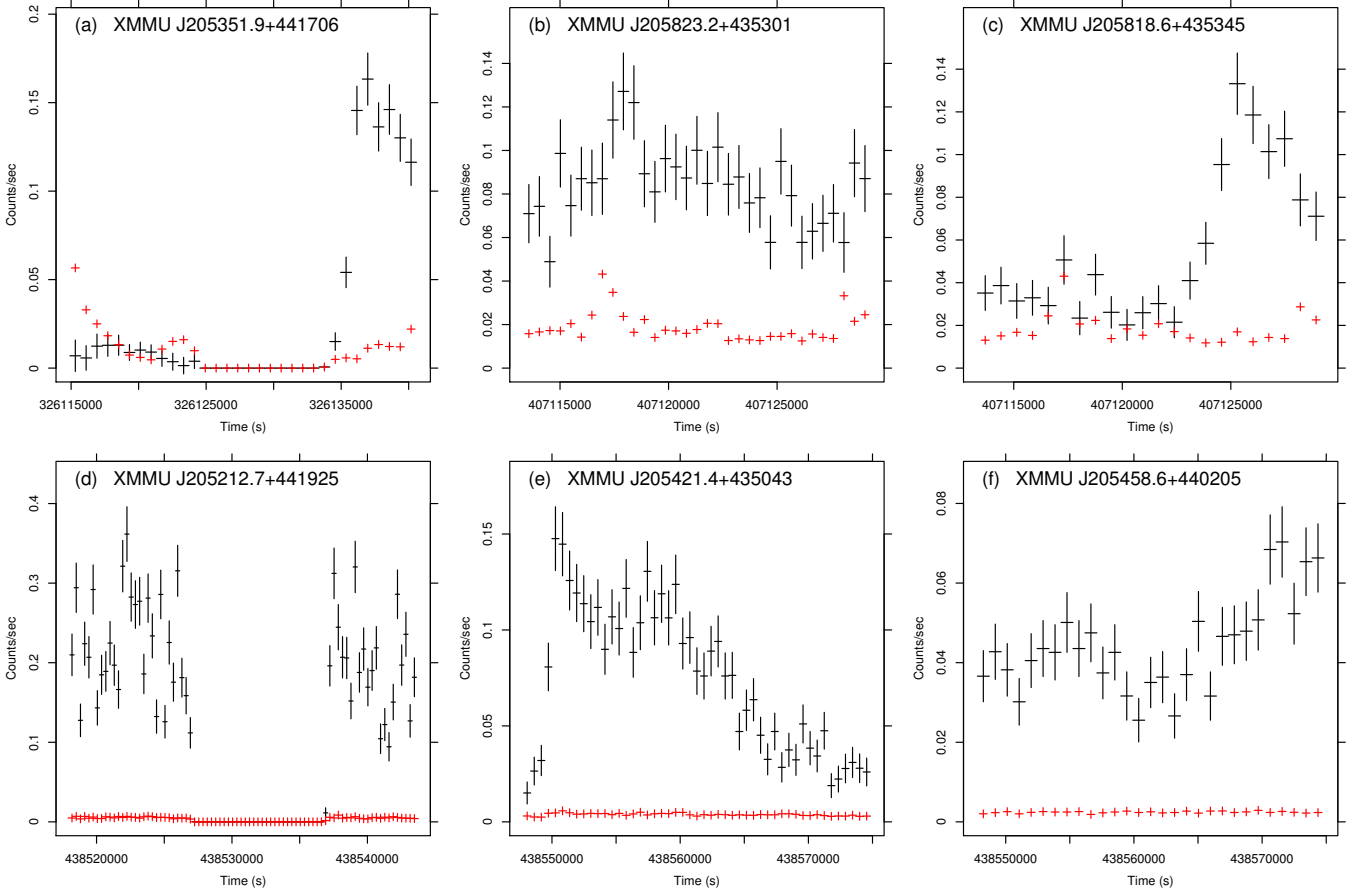 (a) XMMU J205351.9+441706
0 0.05 0.1 0.15 0.2
Counts/sec
326115000 326125000 326135000
Time (s)
(b) XMMU J205823.2+435301
0 0.02 0.04 0.06 0.08 0.1 0.12 0.14
Counts/sec
407115000 407120000 407125000
Time (s)
(c) XMMU J205818.6+435345
0 0.02 0.04 0.06 0.08 0.1 0.12 0.14
Counts/sec
407115000 407120000 407125000
Time (s)
(d) XMMU J205212.7+441925
0 0.1 0.2 0.3 0.4
Counts/sec
438520000 438530000 438540000
Time (s)
(e) XMMU J205421.4+435043
0 0.05 0.1 0.15
Counts/sec
438550000 438560000 438570000
Time (s)
(f) XMMU J205458.6+440205
0 0.02 0.04 0.06 0.08
Counts/sec
438550000 438560000 438570000
Time (s)